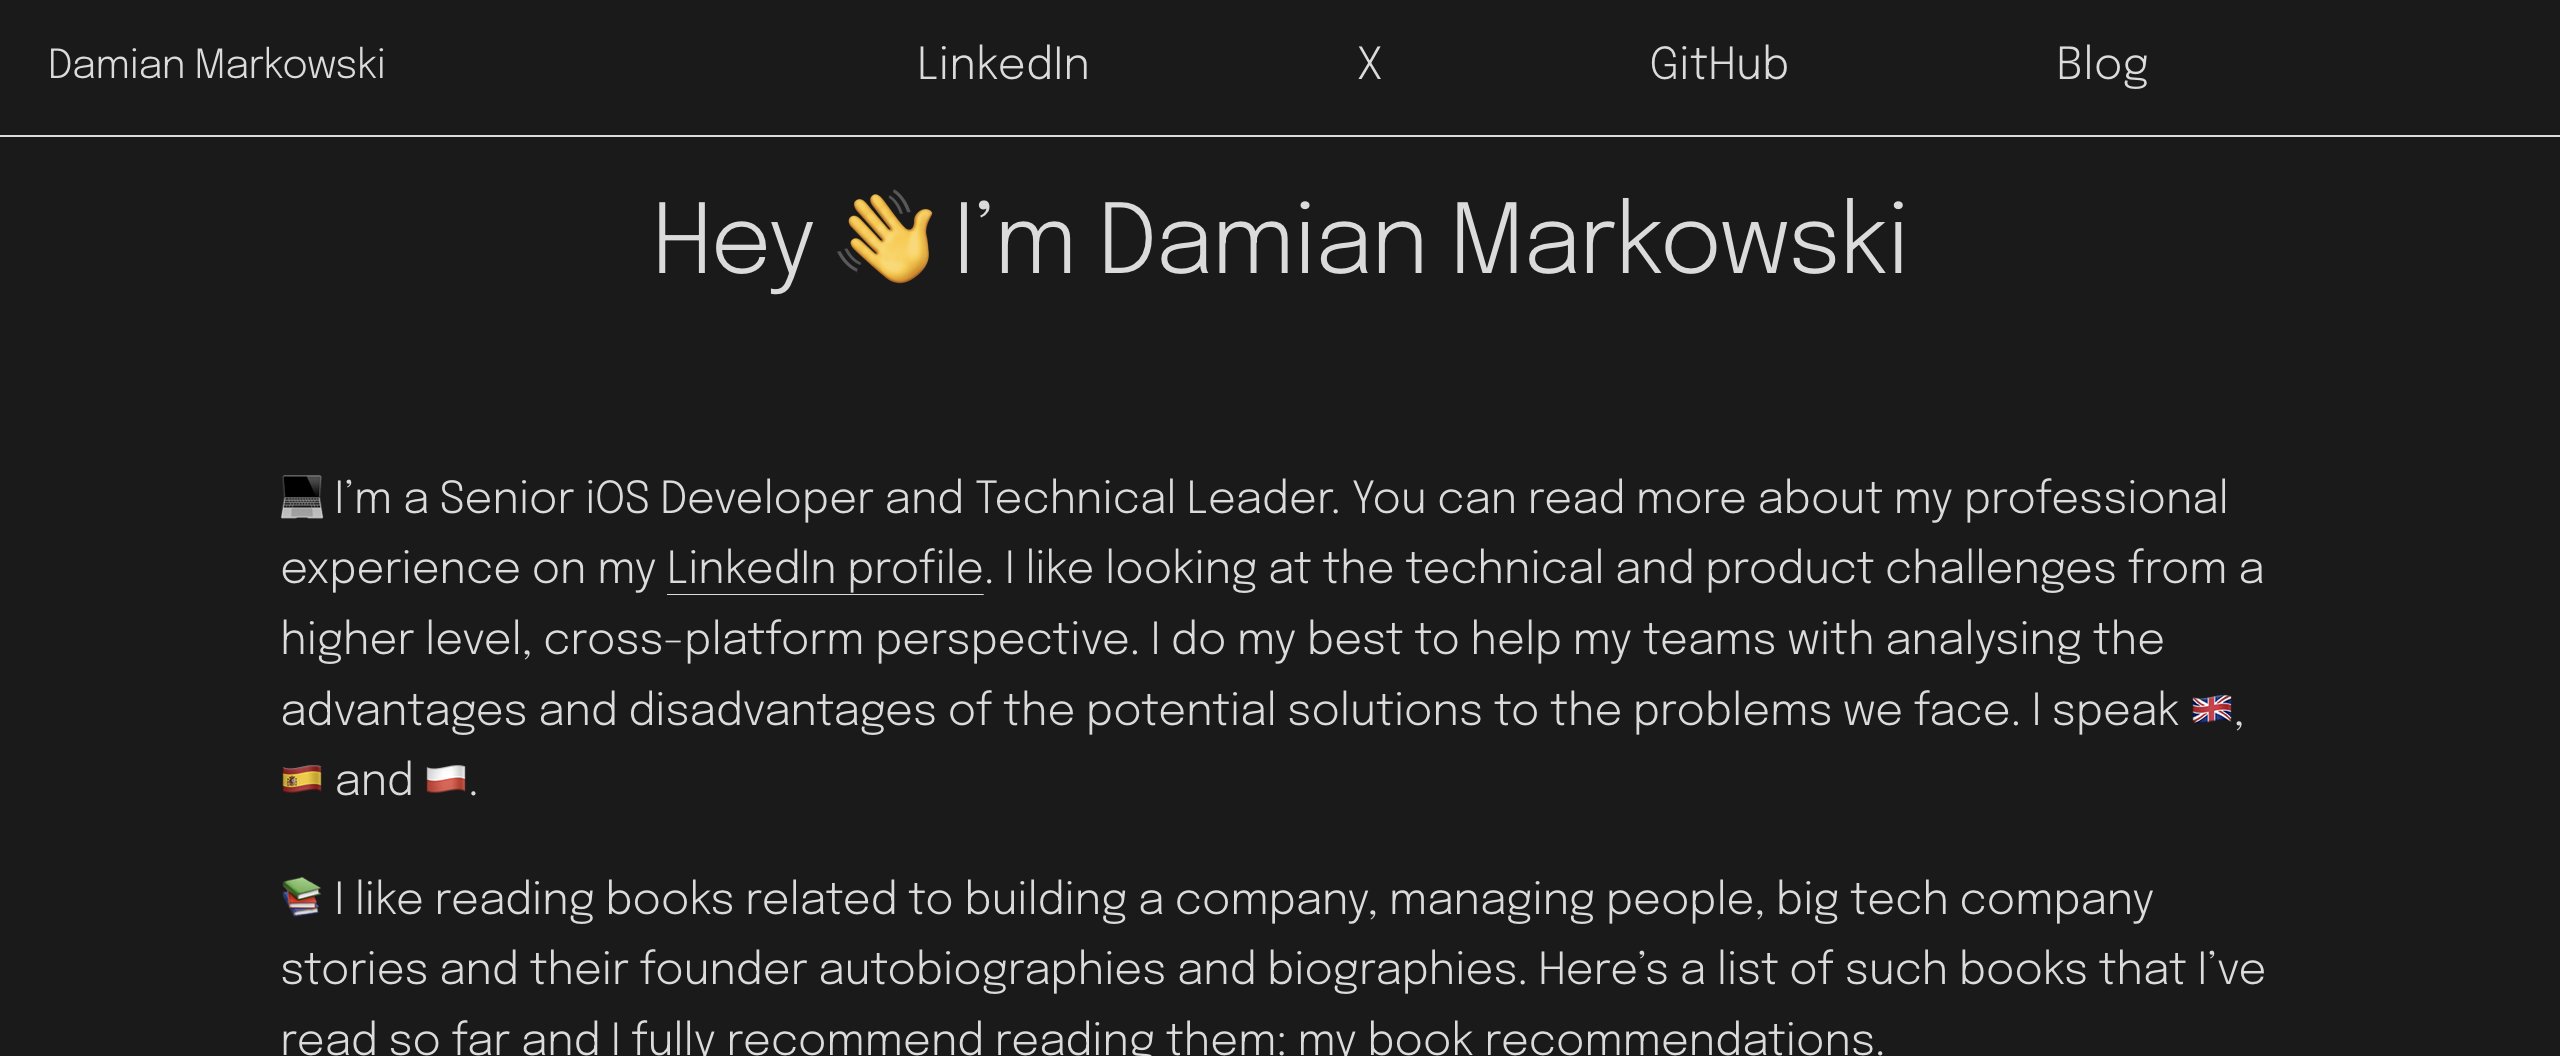 Damian Markowski
LinkedIn
X
GitHub
Blog
Hey 👋 I’m Damian Markowski
💻 I’m a Senior iOS Developer and Technical Leader. You can read more about my professional
experience on my LinkedIn profile. I like looking at the technical and product challenges from a
higher level, cross-platform perspective. I do my best to help my teams with analysing the
advantages and disadvantages of the potential solutions to the problems we face. I speak 🇬🇧,
🇪🇸 and 🇵🇱.
📚 I like reading books related to building a company, managing people, big tech company
stories and their founder autobiographies and biographies. Here’s a list of such books that I’ve
read so far and I fully recommend reading them: my book recommendations.